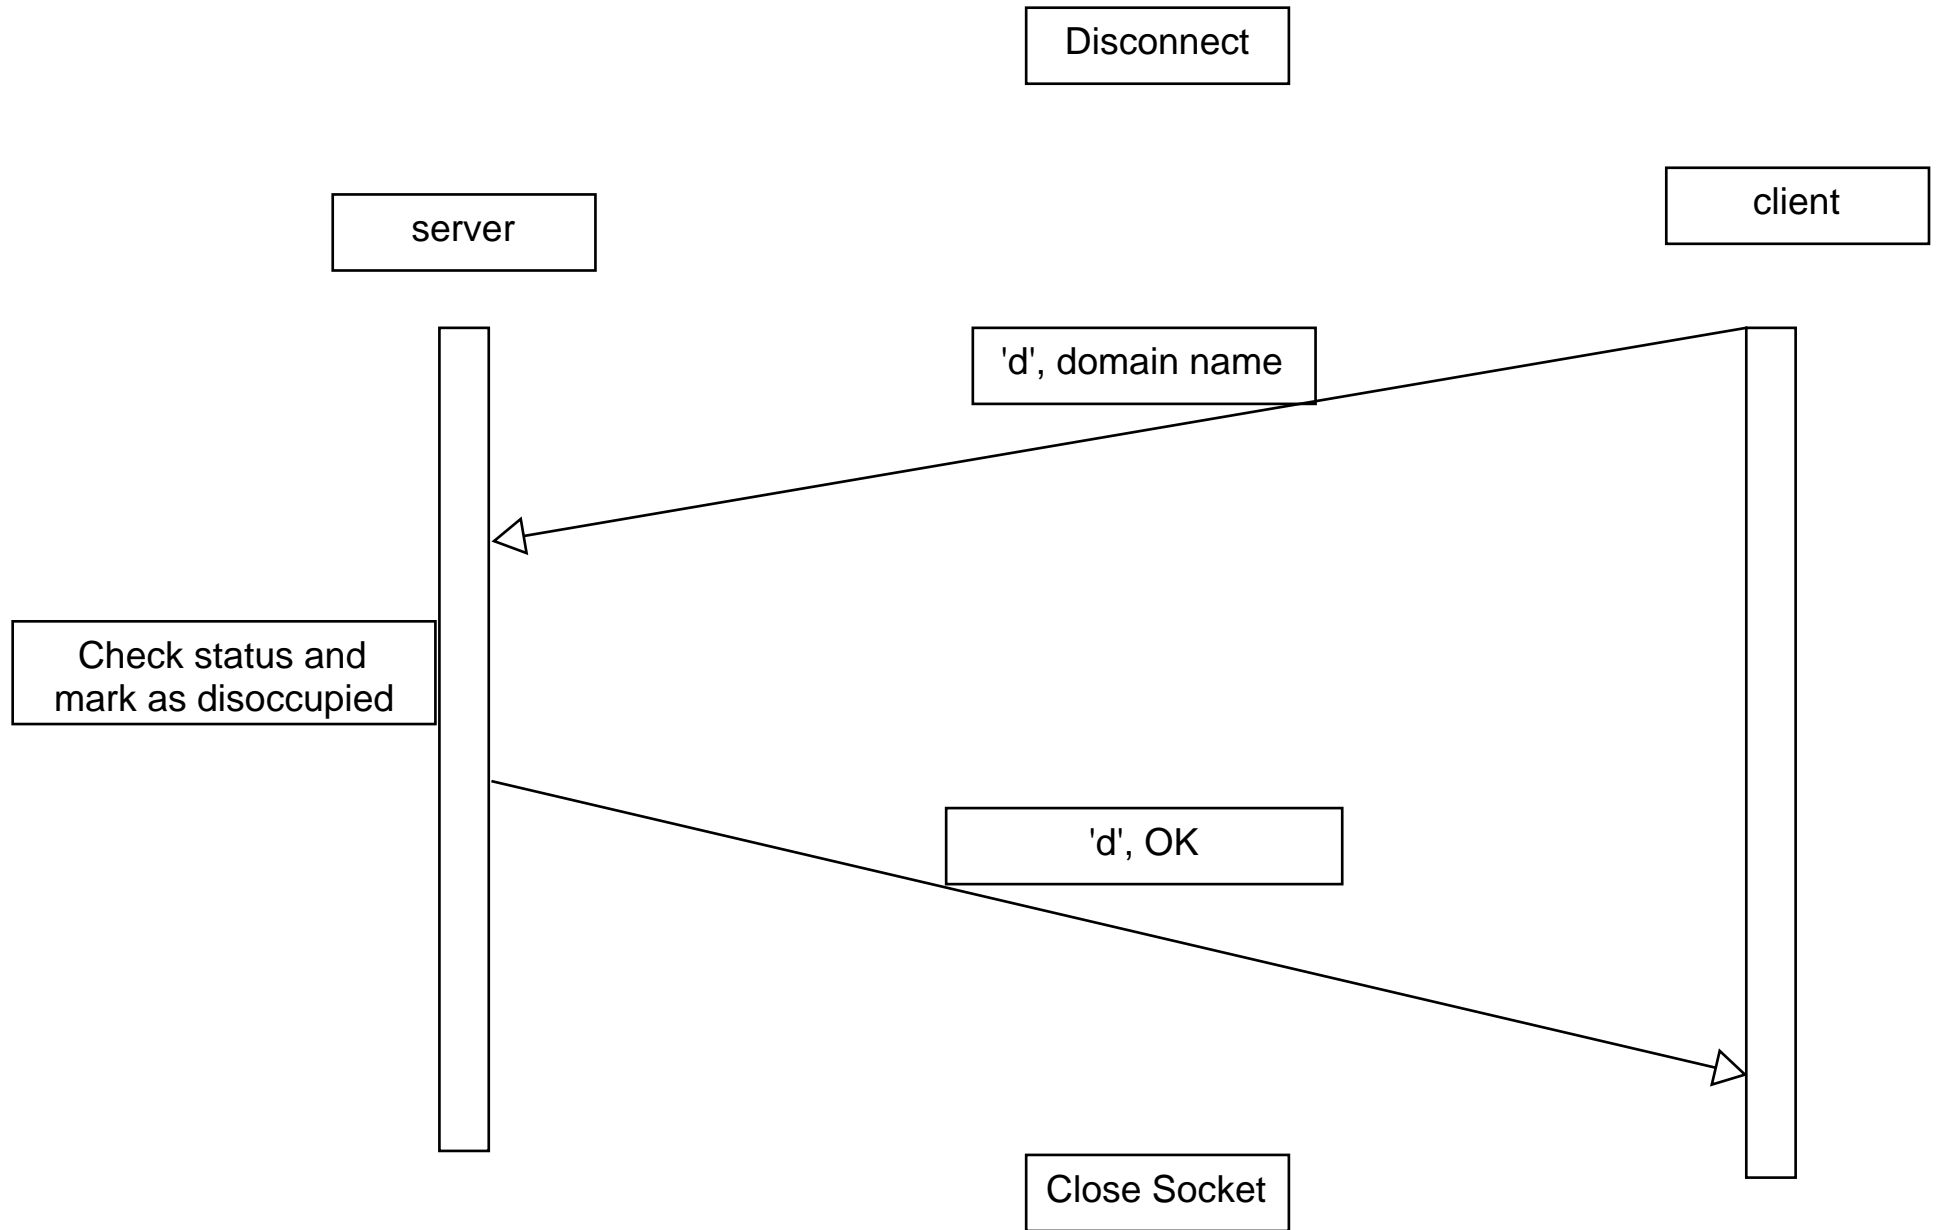 Disconnect
server
client
'd', domain name
Check status and
mark as disoccupied
'd', OK
Close Socket